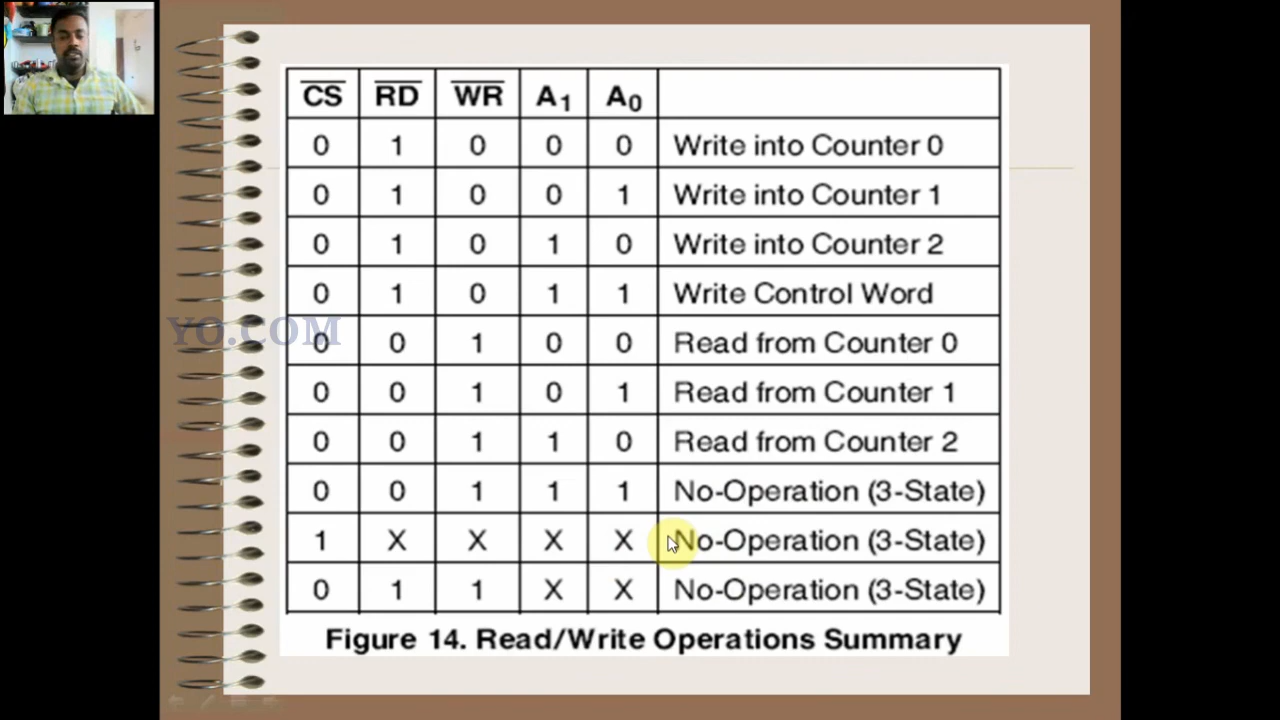 C̅S̅ R̅D̅ W̅R̅ A₁ A₀
0 1 0 0 0 Write into Counter 0
0 1 0 0 1 Write into Counter 1
0 1 0 1 0 Write into Counter 2
0 1 0 1 1 Write Control Word
YO.COM
0 0 1 0 0 Read from Counter 0
0 0 1 0 1 Read from Counter 1
0 0 1 1 0 Read from Counter 2
0 0 1 1 1 No-Operation (3-State)
1 X X X X No-Operation (3-State)
0 1 1 X X No-Operation (3-State)
Figure 14. Read/Write Operations Summary